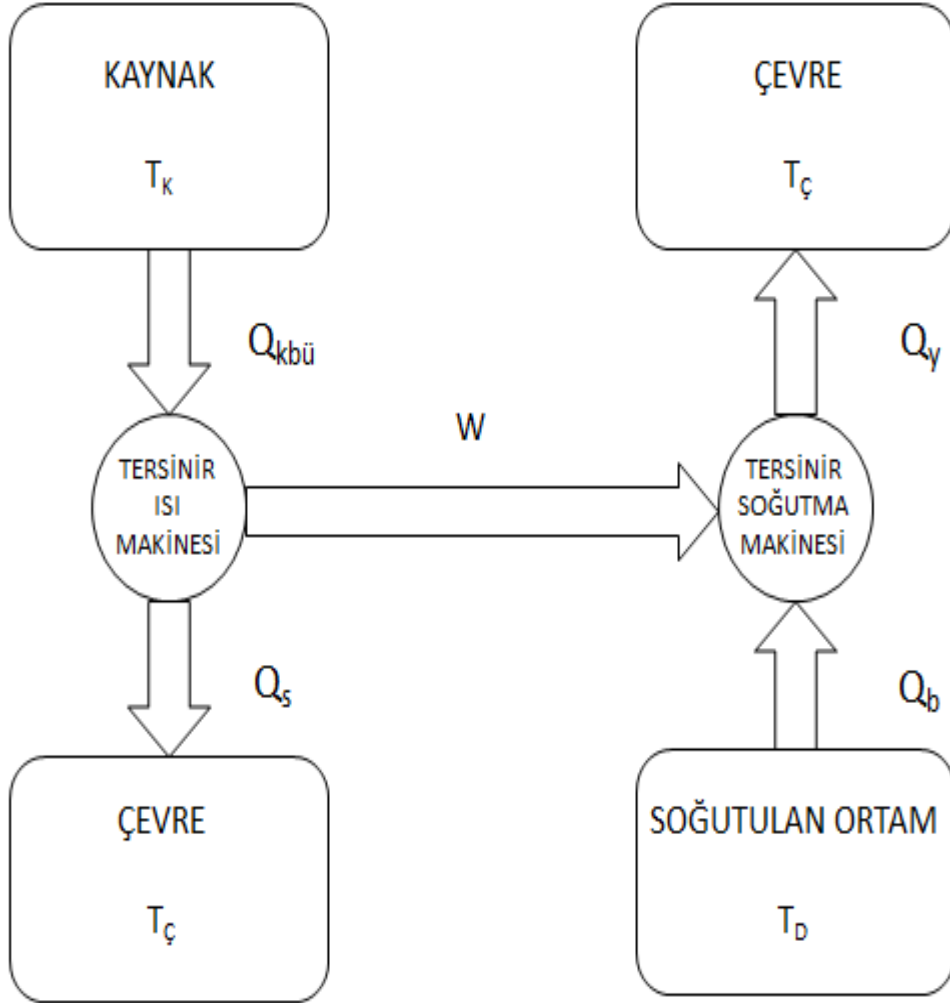 KAYNAK
T_K
Q_kbü
TERSİNİR
ISI
MAKİNESİ
Q_s
ÇEVRE
T_Ç
W
ÇEVRE
T_Ç
Q_y
TERSİNİR
SOĞUTMA
MAKİNESİ
Q_b
SOĞUTULAN ORTAM
T_D